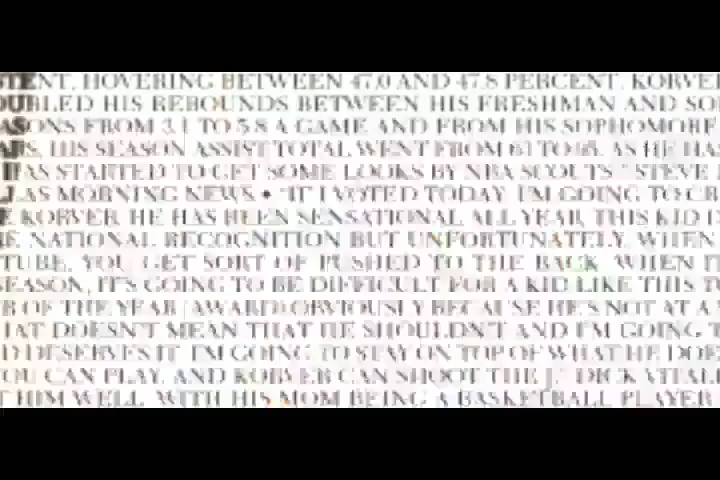 TENT, HOVERING BETWEEN 47.0 AND 47.8 PERCENT. KORVER
OUBLED HIS REBOUNDS BETWEEN HIS FRESHMAN AND SO
ASONS FROM 3.1 TO 5.8 A GAME AND FROM HIS SOPHOMORE
HIS SEASON ASSIST TOTAL WENT FROM 61 TO AS HE HAS
HAS STARTED TO GET SOME LOOKS BY NBA SCOUTS. "STEVE
LAS MORNING NEWS • "IF I VOTED TODAY, I'M GOING TO
E KORVER. HE HAS BEEN SENSATIONAL ALL YEAR. THIS KID
NATIONAL RECOGNITION BUT UNFORTUNATELY, WHEN
TUBE, YOU GET SORT OF PUSHED TO THE BACK. WHEN
SEASON, IT'S GOING TO BE DIFFICULT FOR A KID LIKE THIS
R OF THE YEAR [AWARD] OBVIOUSLY BECAUSE HE'S NOT AT A
HAT DOESN'T MEAN THAT HE SHOULDN'T AND I'M GOING T
D DESERVES IT. I'M GOING TO STAY ON TOP OF WHAT HE DOE
OU CAN PLAY, AND KORVER CAN SHOOT THE J." DICK VITALE
T HIM WELL. WITH HIS MOM BEING A BASKETBALL PLAYER